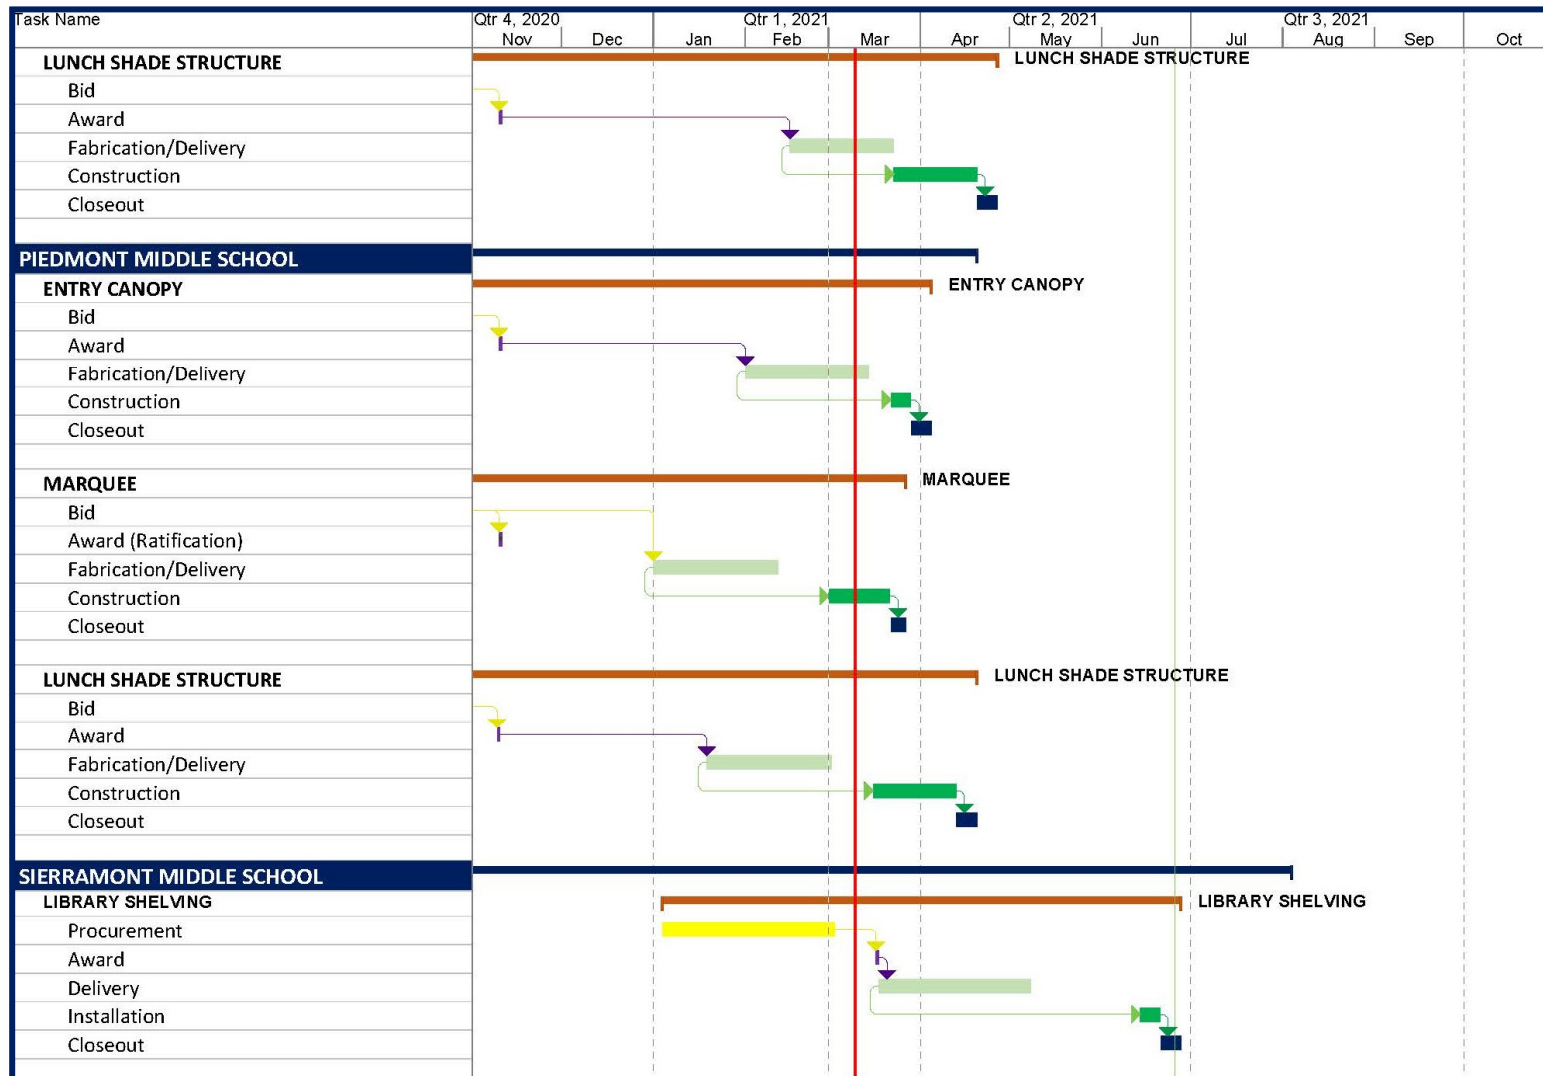 Task Name Qtr 4, 2020 Qtr 1, 2021 Qtr 2, 2021 Qtr 3, 2021
Nov Dec Jan Feb Mar Apr May Jun Jul Aug Sep Oct
LUNCH SHADE STRUCTURE LUNCH SHADE STRUCTURE
Bid
Award
Fabrication/Delivery
Construction
Closeout
PIEDMONT MIDDLE SCHOOL
ENTRY CANOPY ENTRY CANOPY
Bid
Award
Fabrication/Delivery
Construction
Closeout
MARQUEE MARQUEE
Bid
Award (Ratification)
Fabrication/Delivery
Construction
Closeout
LUNCH SHADE STRUCTURE LUNCH SHADE STRUCTURE
Bid
Award
Fabrication/Delivery
Construction
Closeout
SIERRAMONT MIDDLE SCHOOL
LIBRARY SHELVING LIBRARY SHELVING
Procurement
Award
Delivery
Installation
Closeout